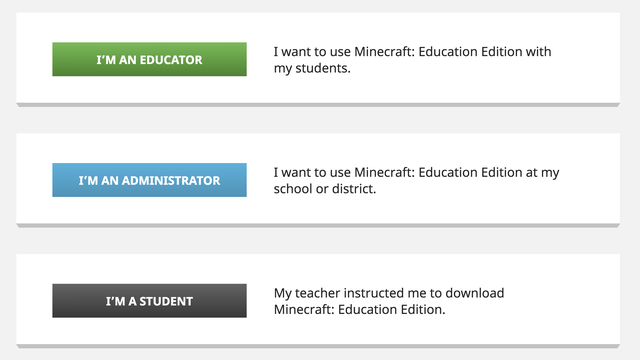 I'M AN EDUCATOR
I want to use Minecraft: Education Edition with
my students.
I'M AN ADMINISTRATOR
I want to use Minecraft: Education Edition at my
school or district.
I'M A STUDENT
My teacher instructed me to download
Minecraft: Education Edition.